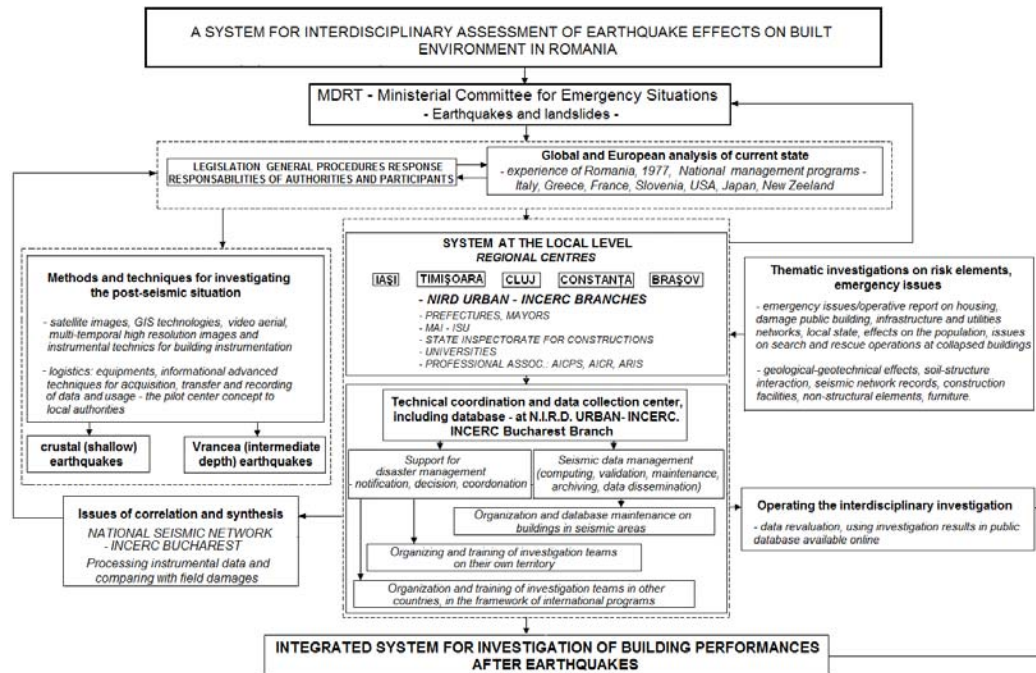 A SYSTEM FOR INTERDISCIPLINARY ASSESSMENT OF EARTHQUAKE EFFECTS ON BUILT
ENVIRONMENT IN ROMANIA
MDRT - Ministerial Committee for Emergency Situations
- Earthquakes and landslides -
LEGISLATION GENERAL PROCEDURES RESPONSE
RESPONSABILITIES OF AUTHORITIES AND PARTICIPANTS
Global and European analysis of current state
- experience of Romania, 1977, National management programs -
Italy, Greece, France, Slovenia, USA, Japan, New Zeeland
Methods and techniques for investigating
the post-seismic situation
- satellite images, GIS technologies, video aerial,
multi-temporal high resolution images and
instrumental technics for building instrumentation
- logistics: equipments, informational advanced
techniques for acquisition, transfer and recording
of data and usage - the pilot center concept to
local authorities
crustal (shallow)
earthquakes
Vrancea (intermediate
depth) earthquakes
SYSTEM AT THE LOCAL LEVEL
REGIONAL CENTRES
IAŞI TIMIŞOARA CLUJ CONSTANŢA BRAŞOV
- NIRD URBAN - INCERC BRANCHES
- PREFECTURES, MAYORS
- MAI - ISU
- STATE INSPECTORATE FOR CONSTRUCTIONS
- UNIVERSITIES
- PROFESSIONAL ASSOC.: AICPS, AICR, ARIS
Thematic investigations on risk elements,
emergency issues
- emergency issues/operative report on housing,
damage public building, infrastructure and utilities
networks, local state, effects on the population, issues
on search and rescue operations at collapsed buildings
- geological-geotechnical effects, soil-structure
interaction, seismic network records, construction
facilities, non-structural elements, furniture.
Technical coordination and data collection center,
including database - at N.I.R.D. URBAN- INCERC.
INCERC Bucharest Branch
Support for
disaster management
- notification, decision, coordonation
Seismic data management
(computing, validation, maintenance,
archiving, data dissemination)
Organization and database maintenance on
buildings in seismic areas
Organizing and training of investigation teams
on their own territory
Organization and training of investigation teams in other
countries, in the framework of international programs
Issues of correlation and synthesis
NATIONAL SEISMIC NETWORK
- INCERC BUCHAREST
Processing instrumental data and
comparing with field damages
Operating the interdisciplinary investigation
- data revaluation, using investigation results in public
database available online
INTEGRATED SYSTEM FOR INVESTIGATION OF BUILDING PERFORMANCES
AFTER EARTHQUAKES